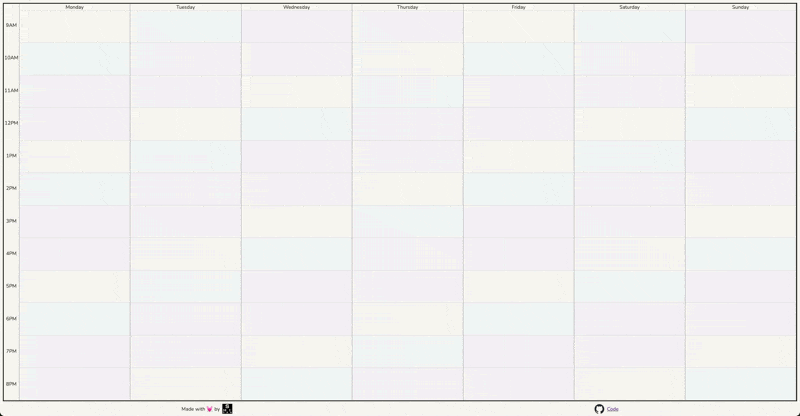 Monday Tuesday Wednesday Thursday Friday Saturday Sunday
9AM
10AM
11AM
12PM
1PM
2PM
3PM
4PM
5PM
6PM
7PM
8PM
Made with by
Code